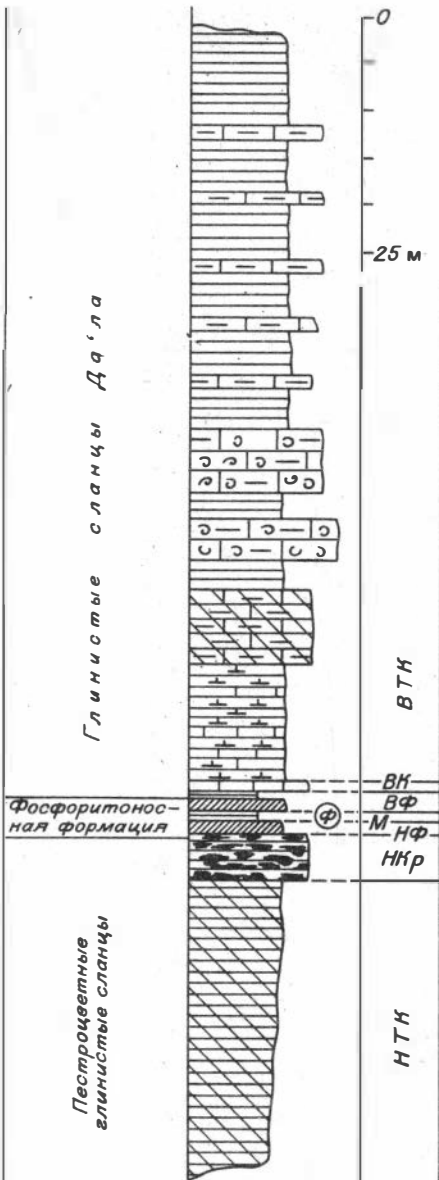 0
25 м
Глинистые сланцы Да'ла
ВТК
ВК
Фосфоритонос-
ная формация
Ф
ВФ
М
НФ
НКр
Пестроцветные
глинистые сланцы
НТК